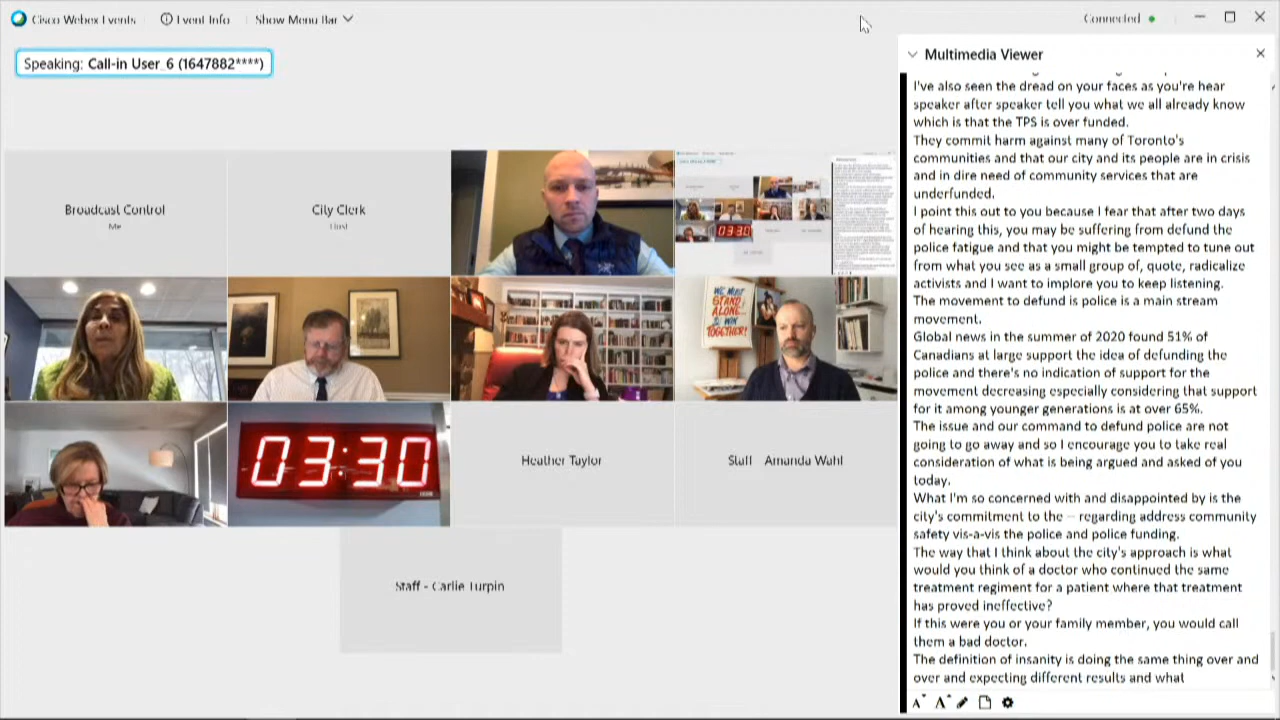 Cisco Webex Events
Event Info
Show Menu Bar
Connected
Speaking: Call-in User_6 (1647882****)
Multimedia Viewer
I've also seen the dread on your faces as you're hear
speaker after speaker tell you what we all already know
which is that the TPS is over funded.
They commit harm against many of Toronto's
communities and that our city and its people are in crisis
and in dire need of community services that are
underfunded.
I point this out to you because I fear that after two days
of hearing this, you may be suffering from defund the
police fatigue and that you might be tempted to tune out
from what you see as a small group of, quote, radicalize
activists and I want to implore you to keep listening.
The movement to defund is police is a main stream
movement.
Global news in the summer of 2020 found 51% of
Canadians at large support the idea of defunding the
police and there's no indication of support for the
movement decreasing especially considering that support
for it among younger generations is at over 65%.
The issue and our command to defund police are not
going to go away and so I encourage you to take real
consideration of what is being argued and asked of you
today.
What I'm so concerned with and disappointed by is the
city's commitment to the -- regarding address community
safety vis-a-vis the police and police funding.
The way that I think about the city's approach is what
would you think of a doctor who continued the same
treatment regiment for a patient where that treatment
has proved ineffective?
If this were you or your family member, you would call
them a bad doctor.
The definition of insanity is doing the same thing over and
over and expecting different results and what
Broadcast Control
Me
City Clerk
Host
03:30
WE MUST
STAND
ALONE...
WIN
TOGETHER!
03:30
Heather Taylor
Staff Amanda Wahl
Staff - Carlie Turpin